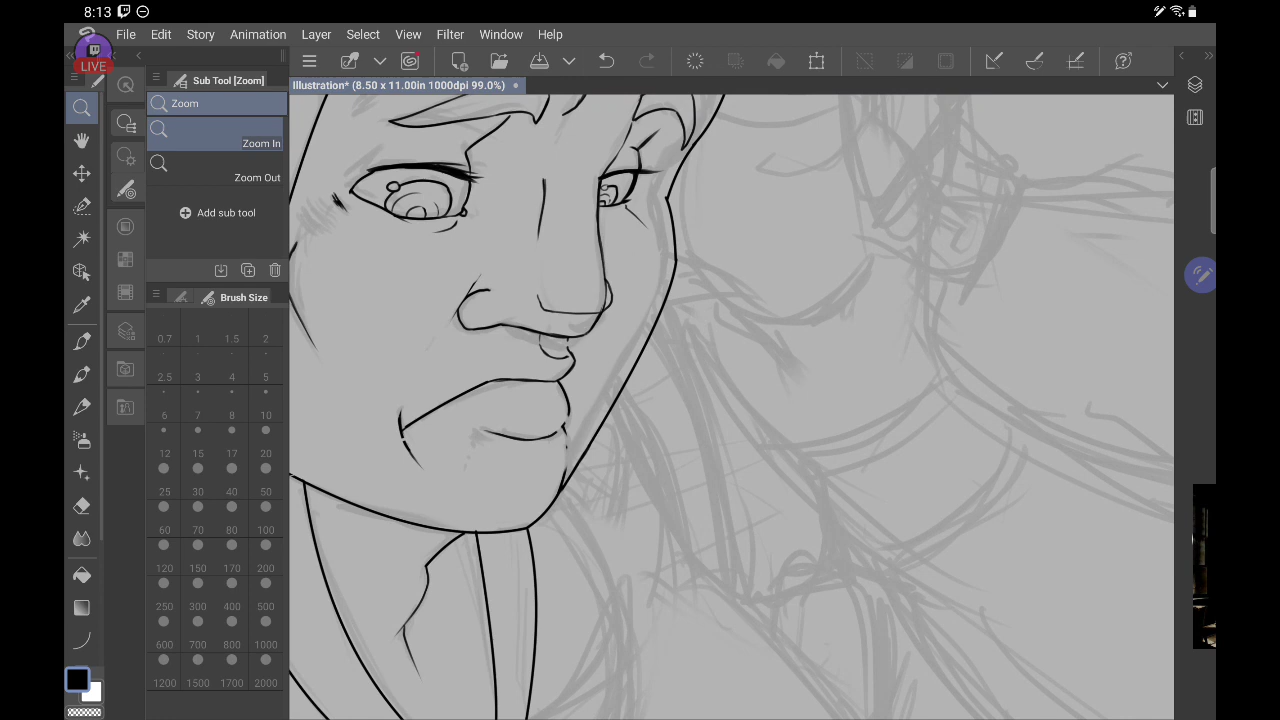 8:13
File Edit Story Animation Layer Select View Filter Window Help
LIVE
Sub Tool [Zoom]
Illustration* (8.50 x 11.00in 1000dpi 99.0%)
Zoom
Zoom In
Zoom Out
Add sub tool
Brush Size
0.7 1 1.5 2
2.5 3 4 5
6 7 8 10
12 15 17 20
25 30 40 50
60 70 80 100
120 150 170 200
250 300 400 500
600 700 800 1000
1200 1500 1700 2000